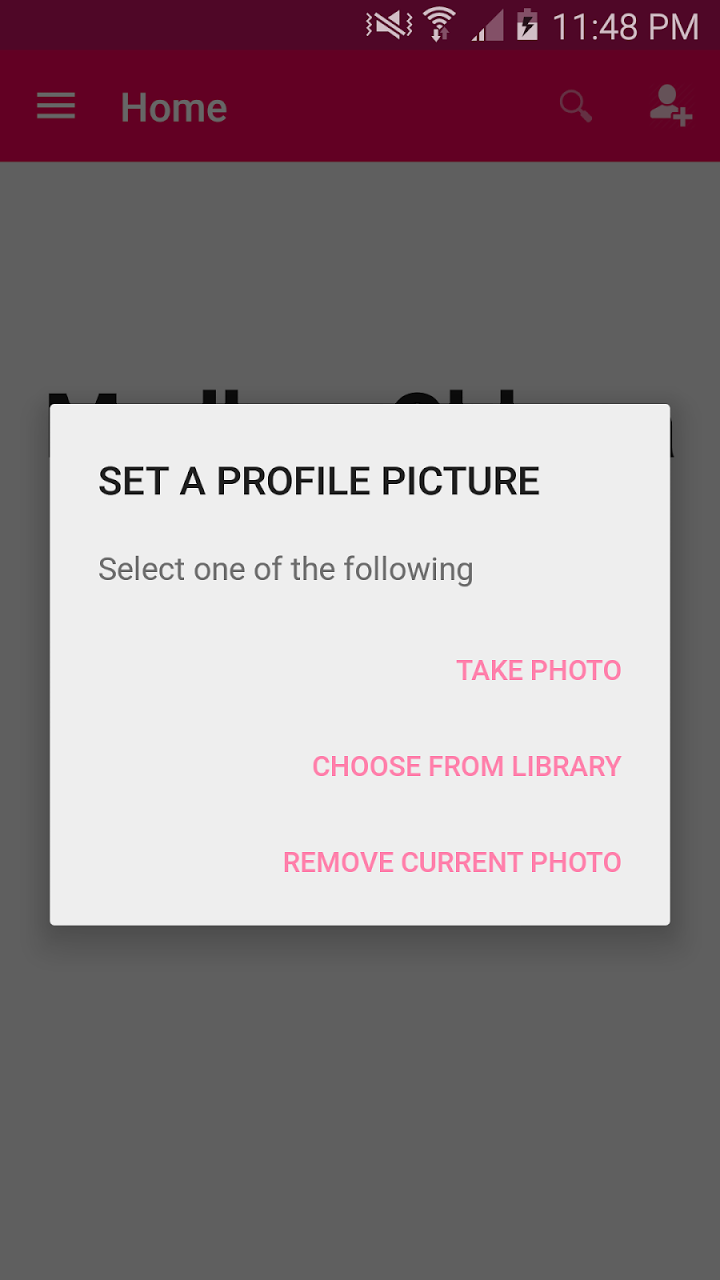 11:48 PM
Home
SET A PROFILE PICTURE
Select one of the following
TAKE PHOTO
CHOOSE FROM LIBRARY
REMOVE CURRENT PHOTO